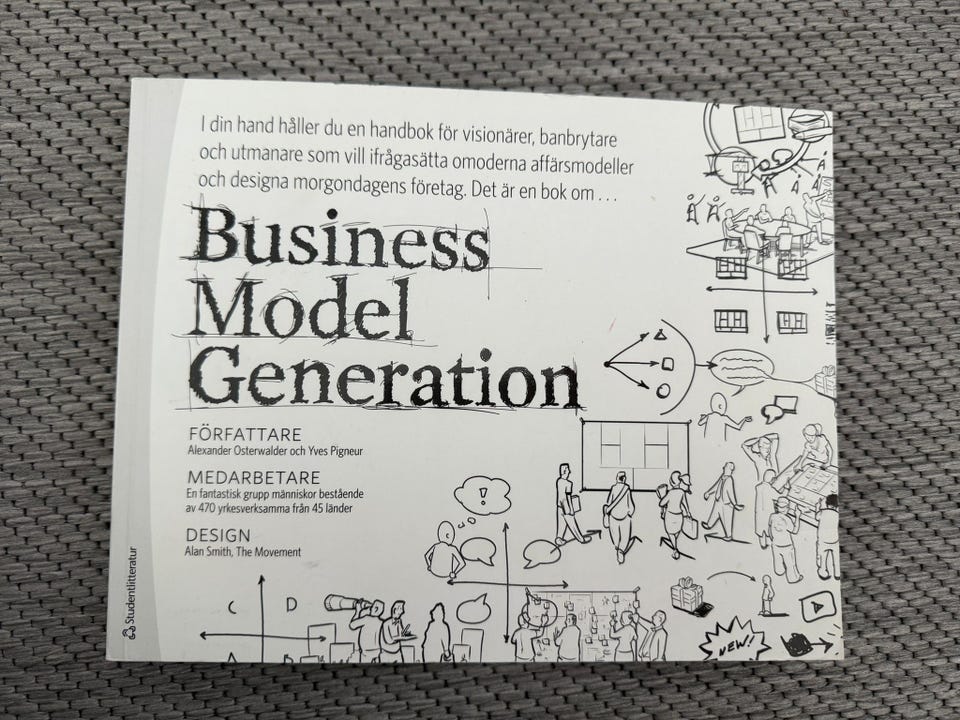 I din hand håller du en handbok för visionärer, banbrytare
och utmanare som vill ifrågasätta omoderna affärsmodeller
och designa morgondagens företag. Det är en bok om ...
Business
Model
Generation
FÖRFATTARE
Alexander Osterwalder och Yves Pigneur
MEDARBETARE
En fantastisk grupp människor bestående
av 470 yrkesverksamma från 45 länder
DESIGN
Alan Smith, The Movement
Studentlitteratur
C D
A
!
NEW!